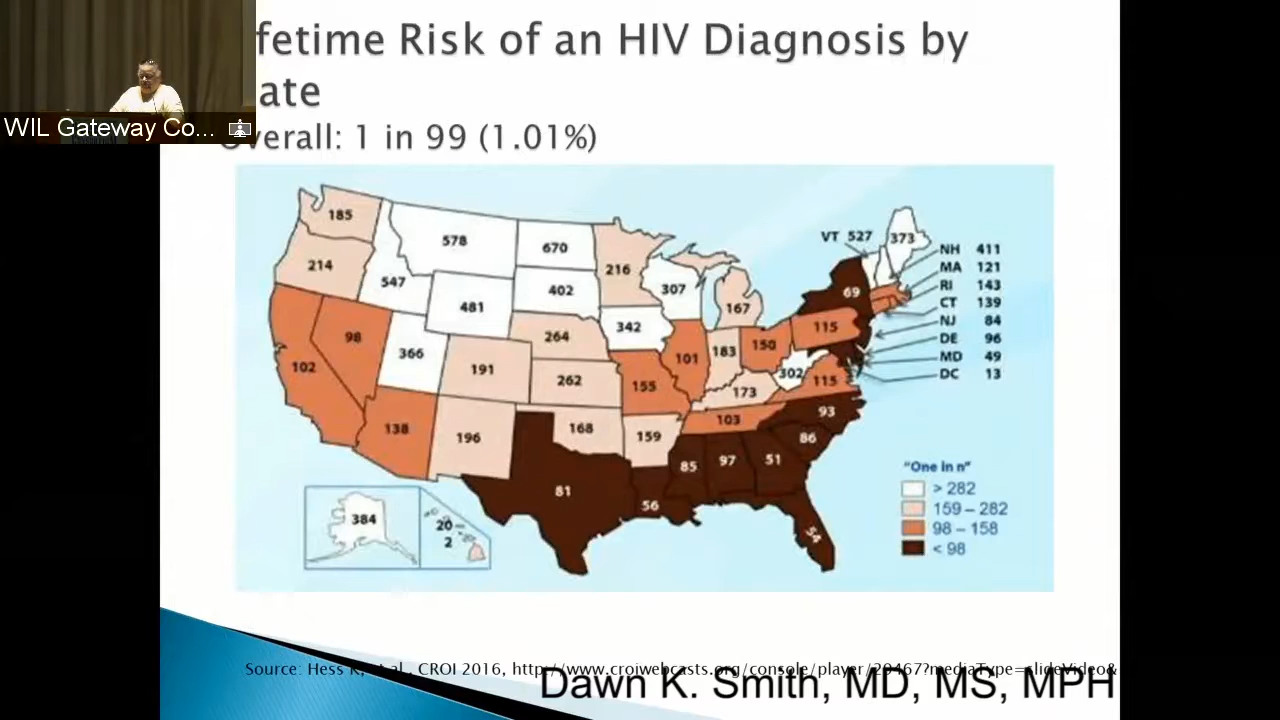 fetime Risk of an HIV Diagnosis by
ate
WIL Gateway Co...
Overall: 1 in 99 (1.01%)
185
578
670
VT 527
373
NH 411
214
216
MA 121
547
402
307
69
RI 143
481
167
CT 139
98
342
115
NJ 84
264
DE 96
102
366
191
101
183
150
MD 49
262
155
302
115
DC 13
173
138
196
168
159
103
93
86
85
97
51
81
56
54
"One in n"
> 282
159 – 282
98 – 158
< 98
384
20
2
Source: Hess K, et al., CROI 2016, http://www.croiwebcasts.org/console/player/20467?mediaType=slideVideo&
Dawn K. Smith, MD, MS, MPH